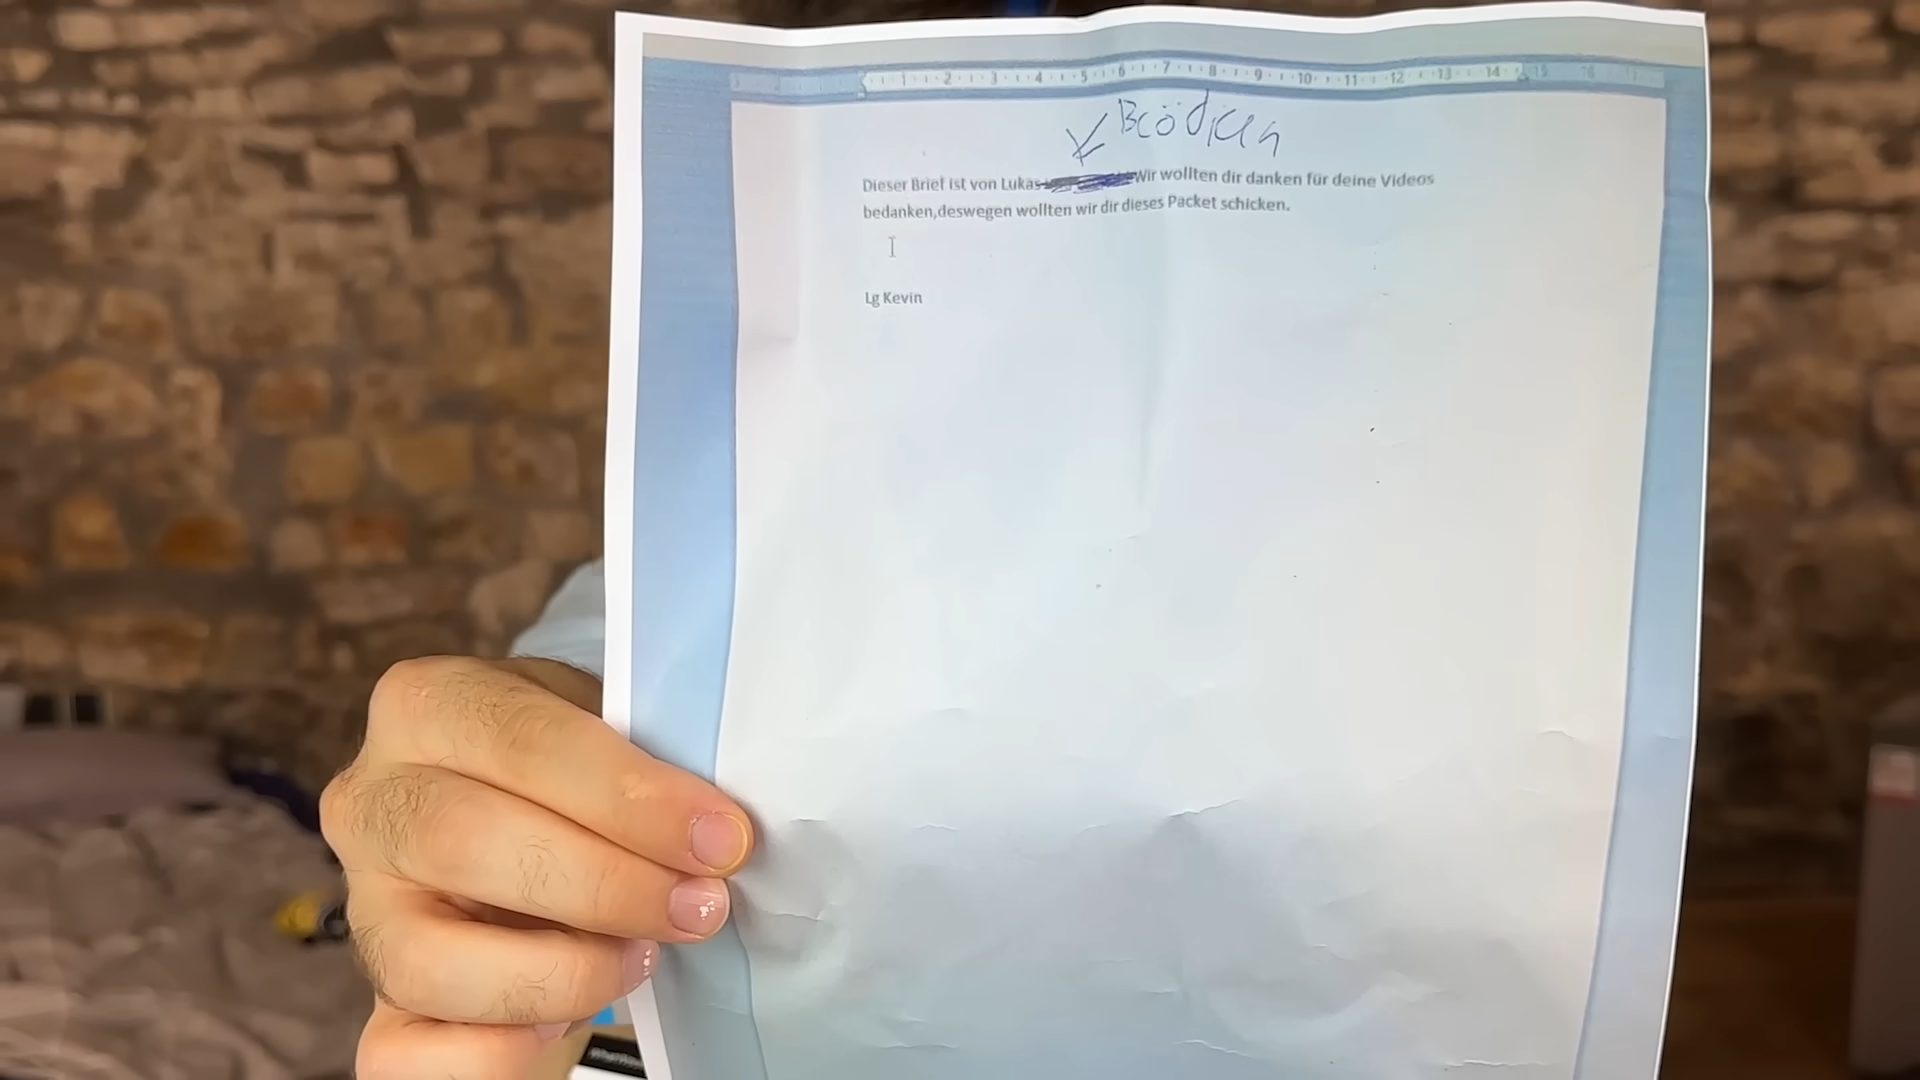 1 2 3 4 5 6 7 8 9 10 11 12 13 14 15
Dieser Brief ist von Lukas Wir wollten dir danken für deine Videos
bedanken,deswegen wollten wir dir dieses Packet schicken.
Lg Kevin